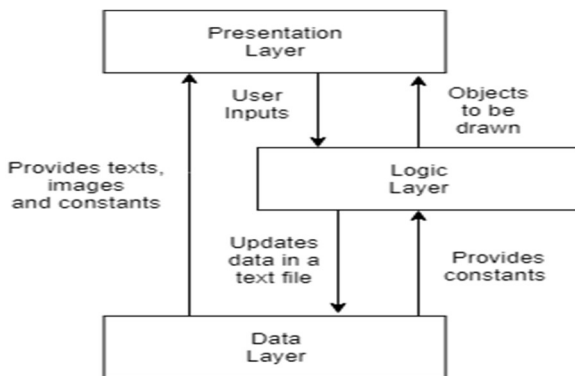 Presentation
Layer
User
Inputs
Objects
to be
drawn
Provides texts,
images
and constants
Logic
Layer
Updates
data in a
text file
Provides
constants
Data
Layer